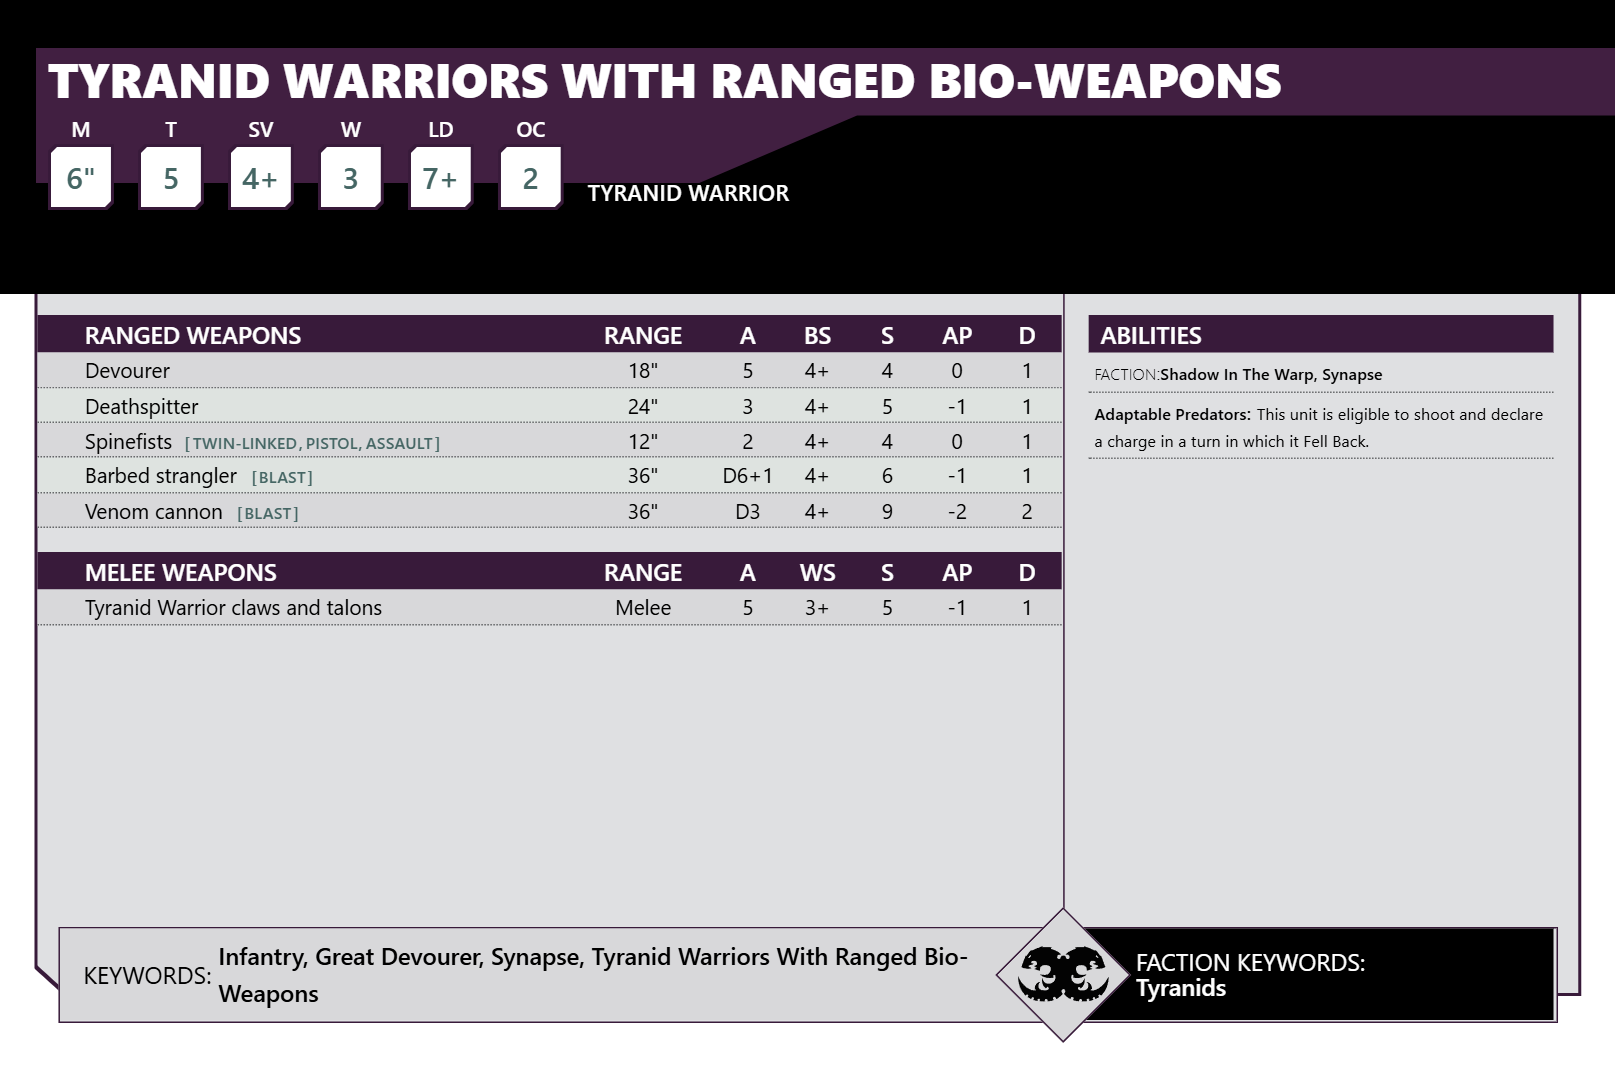 TYRANID WARRIORS WITH RANGED BIO-WEAPONS
M T SV W LD OC
6" 5 4+ 3 7+ 2 TYRANID WARRIOR
RANGED WEAPONS RANGE A BS S AP D
Devourer 18" 5 4+ 4 0 1
Deathspitter 24" 3 4+ 5 -1 1
Spinefists [TWIN-LINKED, PISTOL, ASSAULT] 12" 2 4+ 4 0 1
Barbed strangler [BLAST] 36" D6+1 4+ 6 -1 1
Venom cannon [BLAST] 36" D3 4+ 9 -2 2
MELEE WEAPONS RANGE A WS S AP D
Tyranid Warrior claws and talons Melee 5 3+ 5 -1 1
ABILITIES
FACTION:Shadow In The Warp, Synapse
Adaptable Predators: This unit is eligible to shoot and declare
a charge in a turn in which it Fell Back.
KEYWORDS: Infantry, Great Devourer, Synapse, Tyranid Warriors With Ranged Bio-
Weapons
FACTION KEYWORDS:
Tyranids